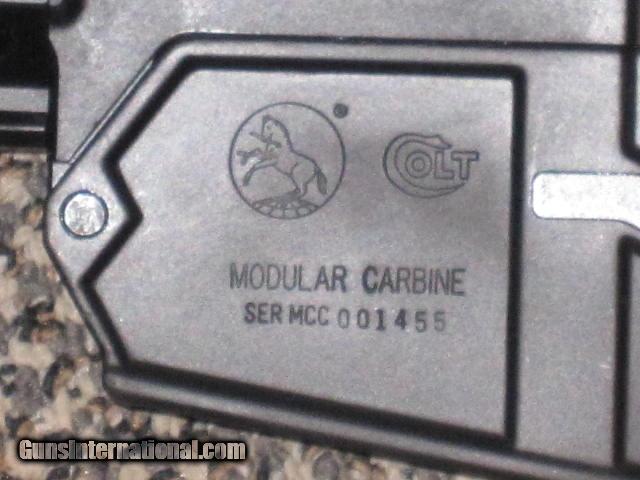 COLT
MODULAR CARBINE
SER MCC 001455
GunsInternational.com